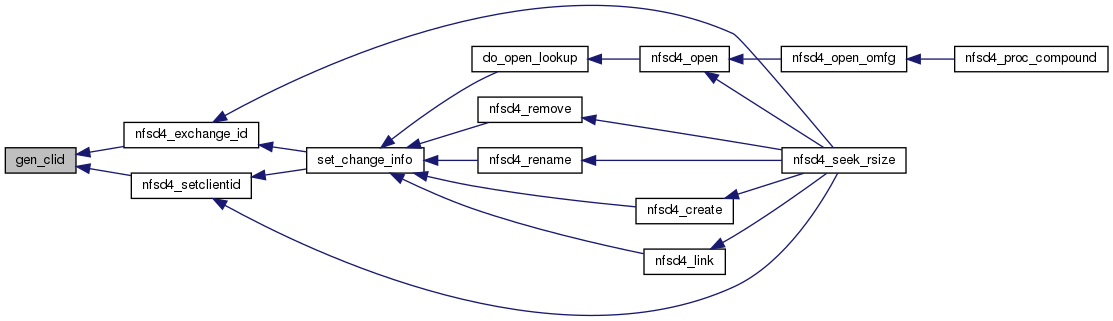 gen_clid
nfsd4_exchange_id
nfsd4_setclientid
set_change_info
do_open_lookup
nfsd4_remove
nfsd4_rename
nfsd4_create
nfsd4_link
nfsd4_open
nfsd4_open_omfg
nfsd4_seek_rsize
nfsd4_proc_compound